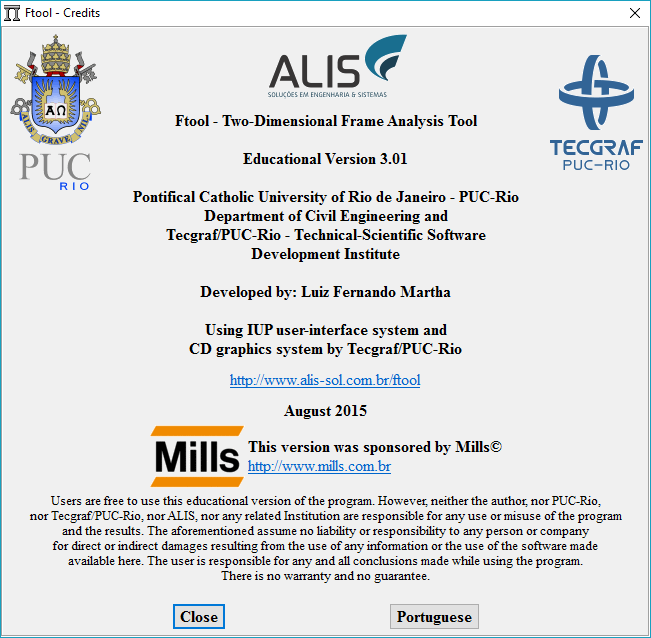 Ftool - Credits
ALIS
SOLUÇÕES EM ENGENHARIA & SISTEMAS
ALIS GRAVE NIL
PUC
RIO
TECGRAF
PUC-RIO
Ftool - Two-Dimensional Frame Analysis Tool
Educational Version 3.01
Pontifical Catholic University of Rio de Janeiro - PUC-Rio
Department of Civil Engineering and
Tecgraf/PUC-Rio - Technical-Scientific Software
Development Institute
Developed by: Luiz Fernando Martha
Using IUP user-interface system and
CD graphics system by Tecgraf/PUC-Rio
http://www.alis-sol.com.br/ftool
August 2015
Mills
This version was sponsored by Mills©
http://www.mills.com.br
Users are free to use this educational version of the program. However, neither the author, nor PUC-Rio,
nor Tecgraf/PUC-Rio, nor ALIS, nor any related Institution are responsible for any use or misuse of the program
and the results. The aforementioned assume no liability or responsibility to any person or company
for direct or indirect damages resulting from the use of any information or the use of the software made
available here. The user is responsible for any and all conclusions made while using the program.
There is no warranty and no guarantee.
Close
Portuguese